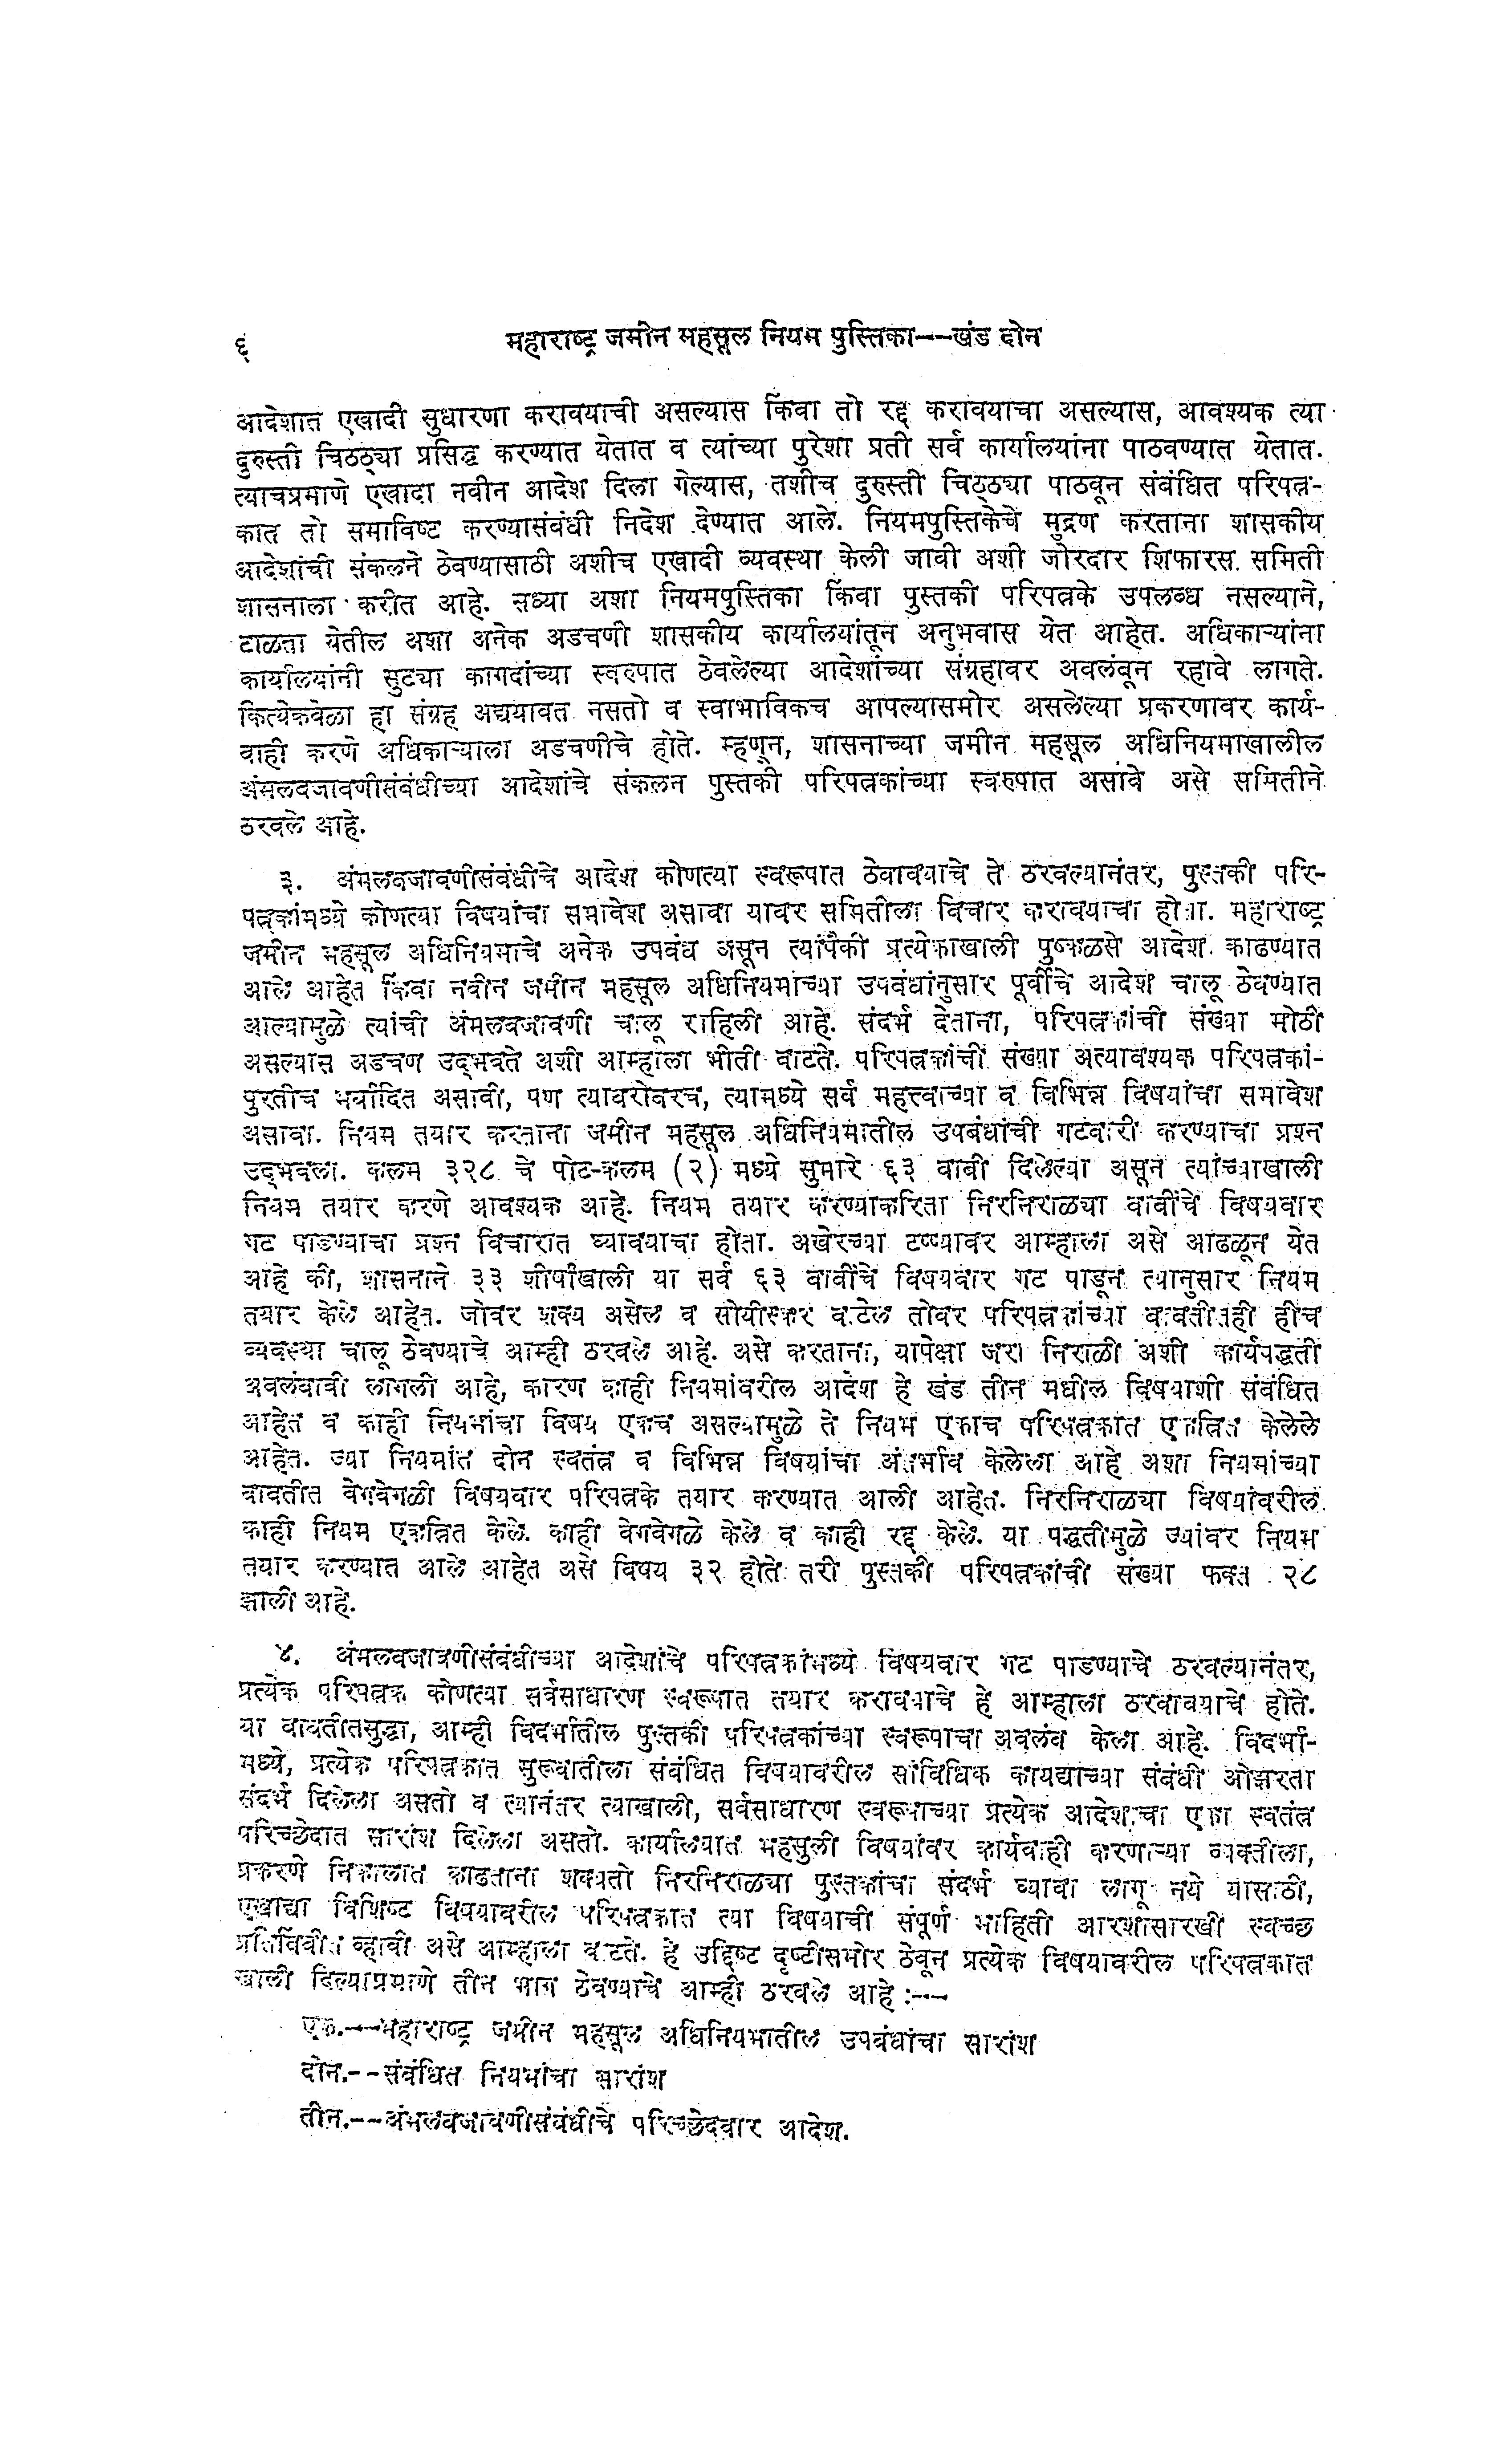 ६ महाराष्ट्र जमीन महसूल नियम पुस्तिका--खंड दोन
आदेशात एखादी सुधारणा करावयाची असल्यास किंवा तो रद्द करावयाचा असल्यास, आवश्यक त्या
दुरुस्ती चिठठ्या प्रसिद्ध करण्यात येतात व त्यांच्या पुरेशा प्रती सर्व कार्यालयांना पाठवण्यात येतात.
त्याचप्रमाणे एखादा नवीन आदेश दिला गेल्यास, तशीच दुरुस्ती चिठ्ठ्या पाठवून संबंधित परिपत्र-
कात तो समाविष्ट करण्यासंबंधी निदेश देण्यात आले. नियमपुस्तिकेचे मुद्रण करताना शासकीय
आदेशांची संकलने ठेवण्यासाठी अशीच एखादी व्यवस्था केली जावी अशी जोरदार शिफारस समिती
शासनाला करीत आहे. सध्या अशा नियमपुस्तिका किंवा पुस्तकी परिपत्रके उपलब्ध नसल्याने,
टाळता येतील अशा अनेक अडचणी शासकीय कार्यालयांतून अनुभवास येत आहेत. अधिकाऱ्यांना
कार्यालयांनी सुट्या कागदांच्या स्वरुपात ठेवलेल्या आदेशांच्या संग्रहावर अवलंबून रहावे लागते.
कित्येकवेळा हा संग्रह अद्ययावत नसतो व स्वाभाविकच आपल्यासमोर असलेल्या प्रकरणावर कार्य-
वाही करणे अधिकाऱ्याला अडचणीचे होते. म्हणून, शासनाच्या जमीन महसूल अधिनियमाखालील
अंमलबजावणीसंबंधीच्या आदेशांचे संकलन पुस्तकी परिपत्रकांच्या स्वरुपात असावे असे समितीने
ठरवले आहे.
३. अंमलबजावणीसंबंधीचे आदेश कोणत्या स्वरूपात ठेवावयाचे ते ठरवल्यानंतर, पुस्तकी परि-
पत्रकांमध्ये कोणत्या विषयांचा समावेश असावा यावर समितीला विचार करावयाचा होता. महाराष्ट्र
जमीन महसूल अधिनियमाचे अनेक उपबंध असून त्यांपैकी प्रत्येकाखाली पुष्कळसे आदेश काढण्यात
आले आहेत किंवा नवीन जमीन महसूल अधिनियमाच्या उपबंधांनुसार पूर्वीचे आदेश चालू ठेवण्यात
आल्यामुळे त्यांची अंमलबजावणी चालू राहिली आहे. संदर्भ देताना, परिपत्रकांची संख्या मोठी
असल्यास अडचण उद्‌भवते अशी आम्हाला भीती वाटते. परिपत्रकांची संख्या अत्यावश्यक परिपत्रकां-
पुरतीच मर्यादित असावी, पण त्याबरोबरच, त्यामध्ये सर्व महत्त्वाच्या व विभिन्न विषयांचा समावेश
असावा. नियम तयार करताना जमीन महसूल अधिनियमातील उपबंधांची गटवारी करण्याचा प्रश्न
उद्‌भवला. कलम ३२८ चे पोट-कलम (२) मध्ये सुमारे ६३ बाबी दिलेल्या असून त्यांच्याखाली
नियम तयार करणे आवश्यक आहे. नियम तयार करण्याकरिता निरनिराळ्या बाबींचे विषयवार
गट पाडण्याचा प्रश्न विचारात घ्यावयाचा होता. अखेरच्या टप्प्यावर आम्हाला असे आढळून येत
आहे की, शासनाने ३३ शीर्षांखाली या सर्व ६३ बाबींचे विषयवार गट पाडून त्यानुसार नियम
तयार केले आहेत. जोवर शक्य असेल व सोयीस्कर वाटेल तोवर परिपत्रकांच्या बाबतीतही हीच
व्यवस्था चालू ठेवण्याचे आम्ही ठरवले आहे. असे करताना, यापेक्षा जरा निराळी अशी कार्यपद्धती
अवलंबावी लागली आहे, कारण काही नियमांवरील आदेश हे खंड तीन मधील विषयाशी संबंधित
आहेत व काही नियमांचा विषय एकच असल्यामुळे ते नियम एकाच परिपत्रकात एकत्रित केलेले
आहेत. ज्या नियमांत दोन स्वतंत्र व विभिन्न विषयांचा अंतर्भाव केलेला आहे अशा नियमांच्या
बाबतीत वेगवेगळी विषयवार परिपत्रके तयार करण्यात आली आहेत. निरनिराळ्या विषयांवरील
काही नियम एकत्रित केले. काही वेगवेगळे केले व काही रद्द केले. या पद्धतीमुळे ज्यांवर नियम
तयार करण्यात आले आहेत असे विषय ३२ होते तरी पुस्तकी परिपत्रकांची संख्या फक्त २८
झाली आहे.
४. अंमलबजावणीसंबंधीच्या आदेशांचे परिपत्रकांमध्ये विषयवार गट पाडण्याचे ठरवल्यानंतर,
प्रत्येक परिपत्रक कोणत्या सर्वसाधारण स्वरूपात तयार करावयाचे हे आम्हाला ठरवावयाचे होते.
या बाबतीतसुद्धा, आम्ही विदर्भातील पुस्तकी परिपत्रकांच्या स्वरूपाचा अवलंब केला आहे. विदर्भा-
मध्ये, प्रत्येक परिपत्रकात सुरुवातीला संबंधित विषयावरील सांविधिक कायद्याच्या संबंधी ओझरता
संदर्भ दिलेला असतो व त्यानंतर त्याखाली, सर्वसाधारण स्वरूपाच्या प्रत्येक आदेशाचा एका स्वतंत्र
परिच्छेदात सारांश दिलेला असतो. कार्यालयात महसुली विषयांवर कार्यवाही करणाऱ्या व्यक्तीला,
प्रकरणे निकालात काढताना शक्यतो निरनिराळ्या पुस्तकांचा संदर्भ घ्यावा लागू नये यासाठी,
एखाद्या विशिष्ट विषयावरील परिपत्रकात त्या विषयाची संपूर्ण माहिती आरशासारखी स्वच्छ
प्रतिबिंबीत व्हावी असे आम्हाला वाटते. हे उद्दिष्ट दृष्टीसमोर ठेवून प्रत्येक विषयावरील परिपत्रकात
खाली दिल्याप्रमाणे तीन भाग ठेवण्याचे आम्ही ठरवले आहे :--
एक.--महाराष्ट्र जमीन महसूल अधिनियमातील उपबंधांचा सारांश
दोन.--संबंधित नियमांचा सारांश
तीन.--अंमलबजावणीसंबंधीचे परिच्छेदवार आदेश.